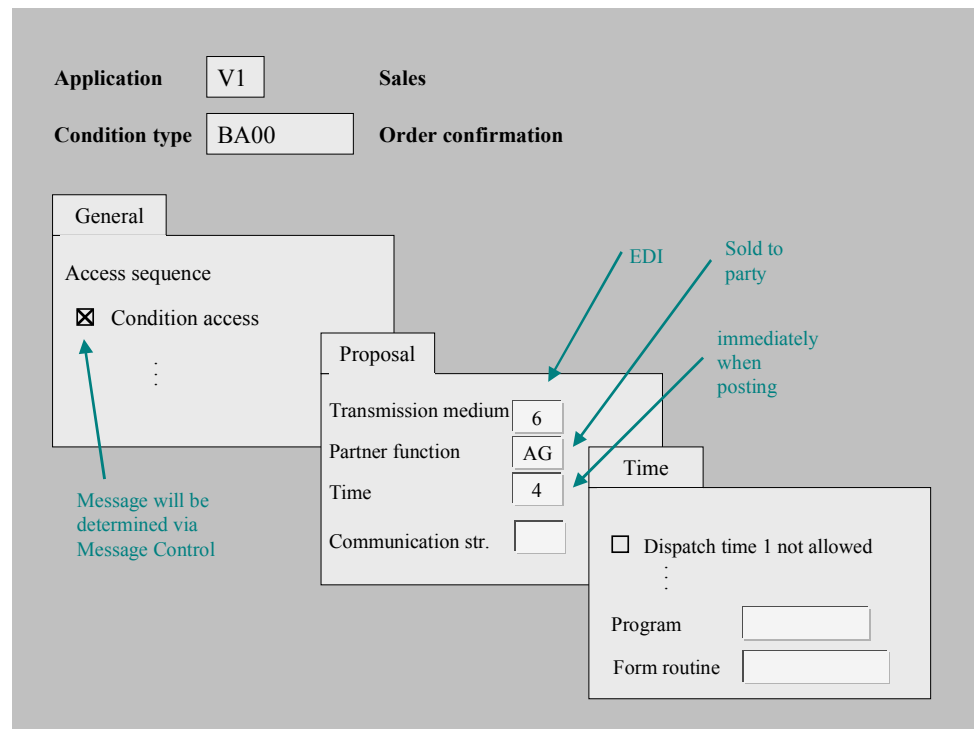 Application V1 Sales
Condition type BA00 Order confirmation
General
Access sequence
Condition access
Message will be
determined via
Message Control
EDI
Sold to
party
immediately
when
posting
Proposal
Transmission medium 6
Partner function AG
Time 4
Communication str.
Time
Dispatch time 1 not allowed
Program
Form routine